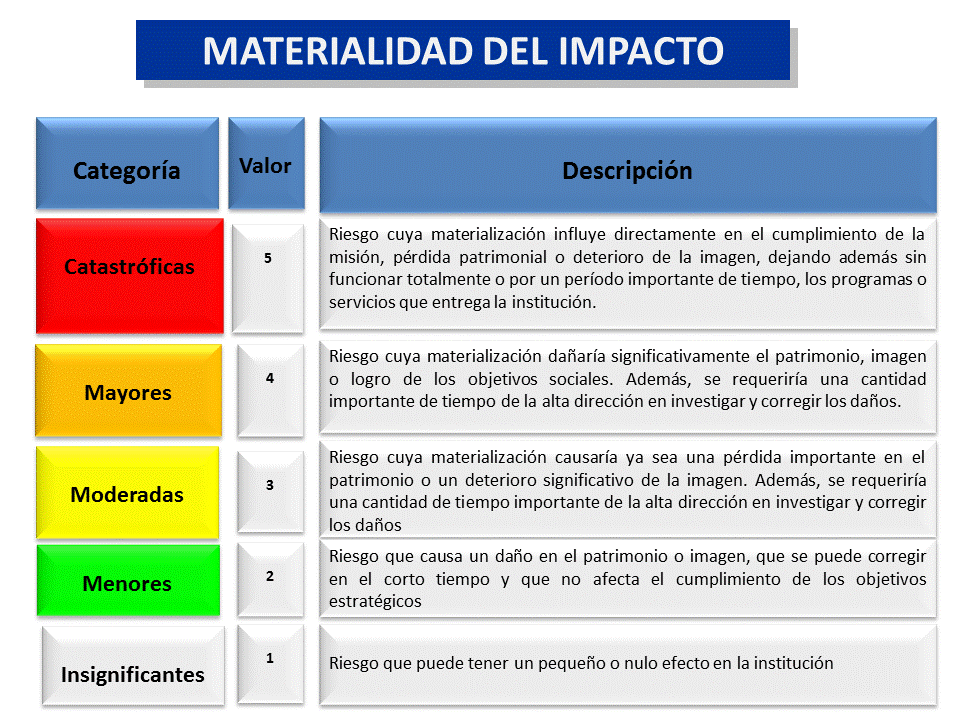 MATERIALIDAD DEL IMPACTO
Categoría
Valor
Descripción
Catastróficas
5
Riesgo cuya materialización influye directamente en el cumplimiento de la
misión, pérdida patrimonial o deterioro de la imagen, dejando además sin
funcionar totalmente o por un período importante de tiempo, los programas o
servicios que entrega la institución.
Mayores
4
Riesgo cuya materialización dañaría significativamente el patrimonio, imagen
o logro de los objetivos sociales. Además, se requeriría una cantidad
importante de tiempo de la alta dirección en investigar y corregir los daños.
Moderadas
3
Riesgo cuya materialización causaría ya sea una pérdida importante en el
patrimonio o un deterioro significativo de la imagen. Además, se requeriría
una cantidad de tiempo importante de la alta dirección en investigar y corregir
los daños
Menores
2
Riesgo que causa un daño en el patrimonio o imagen, que se puede corregir
en el corto tiempo y que no afecta el cumplimiento de los objetivos
estratégicos
Insignificantes
1
Riesgo que puede tener un pequeño o nulo efecto en la institución